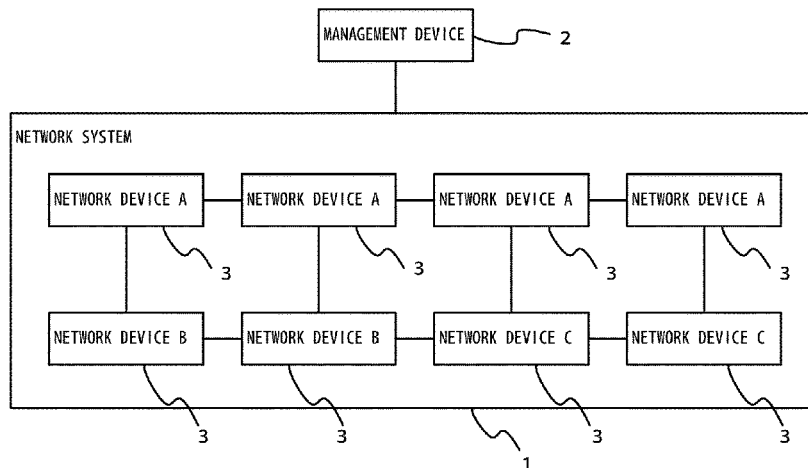 MANAGEMENT DEVICE
2
NETWORK SYSTEM
NETWORK DEVICE A
NETWORK DEVICE A
NETWORK DEVICE A
NETWORK DEVICE A
3
3
3
3
NETWORK DEVICE B
NETWORK DEVICE B
NETWORK DEVICE C
NETWORK DEVICE C
3
3
3
3
1